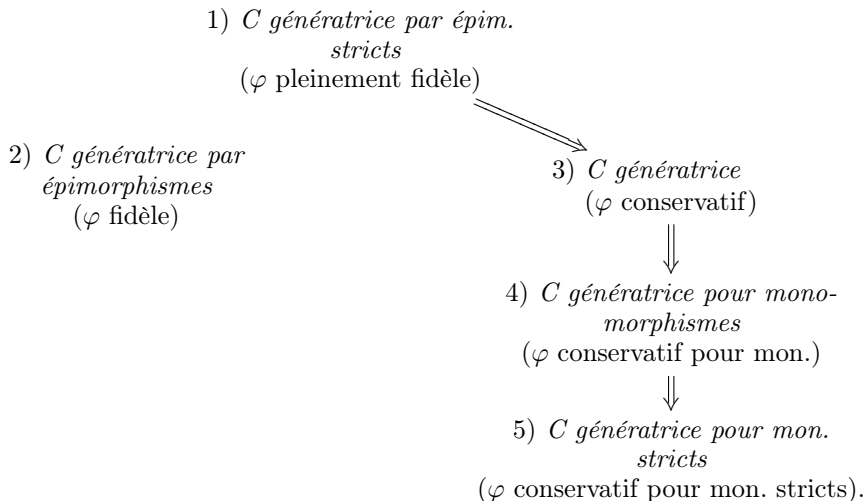 1) C génératrice par épim.
stricts
(φ pleinement fidèle)
2) C génératrice par
épimorphismes
(φ fidèle)
3) C génératrice
(φ conservatif)
4) C génératrice pour mono-
morphismes
(φ conservatif pour mon.)
5) C génératrice pour mon.
stricts
(φ conservatif pour mon. stricts).